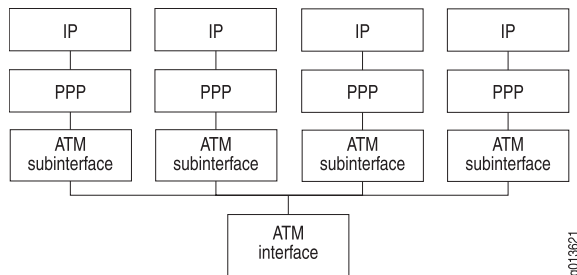 IP IP IP IP
PPP PPP PPP PPP
ATM subinterface ATM subinterface ATM subinterface ATM subinterface
ATM
interface
g013621